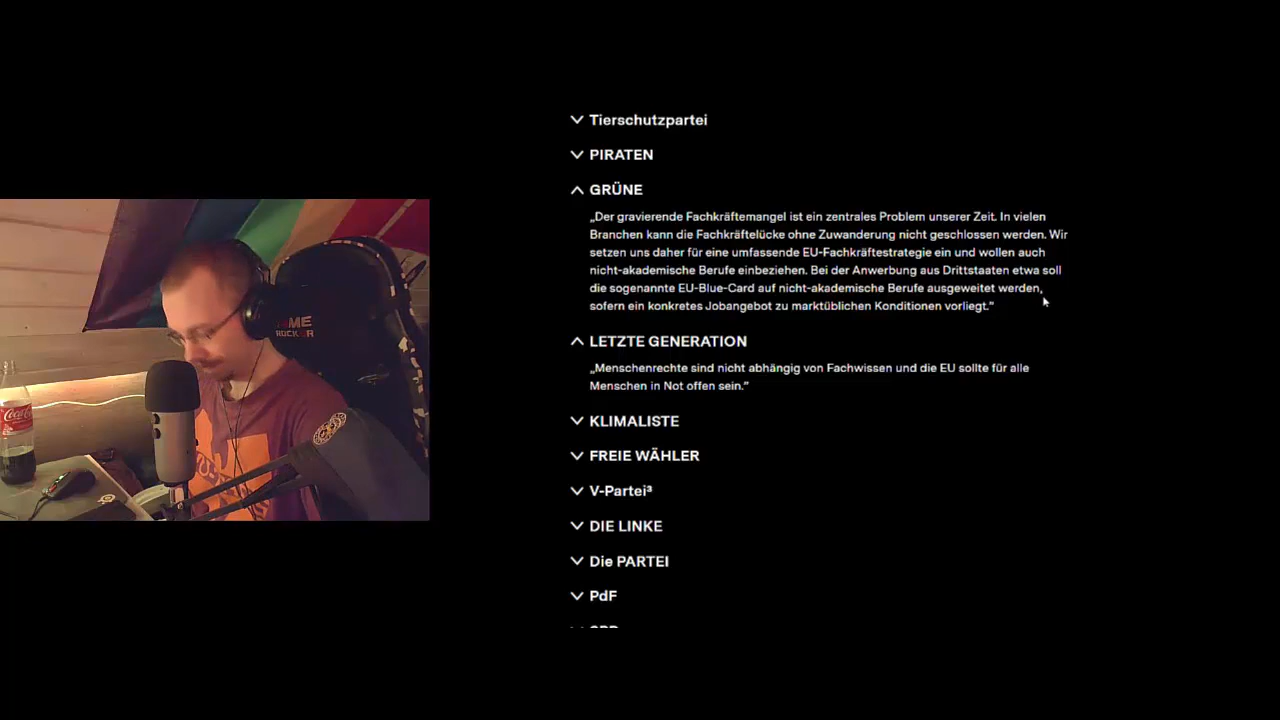 Tierschutzpartei
PIRATEN
GRÜNE
„Der gravierende Fachkräftemangel ist ein zentrales Problem unserer Zeit. In vielen
Branchen kann die Fachkräftelücke ohne Zuwanderung nicht geschlossen werden. Wir
setzen uns daher für eine umfassende EU-Fachkräftestrategie ein und wollen auch
nicht-akademische Berufe einbeziehen. Bei der Anwerbung aus Drittstaaten etwa soll
die sogenannte EU-Blue-Card auf nicht-akademische Berufe ausgeweitet werden,
sofern ein konkretes Jobangebot zu marktüblichen Konditionen vorliegt.”
LETZTE GENERATION
„Menschenrechte sind nicht abhängig von Fachwissen und die EU sollte für alle
Menschen in Not offen sein.”
KLIMALISTE
FREIE WÄHLER
V-Partei³
DIE LINKE
Die PARTEI
PdF
Coca-Cola